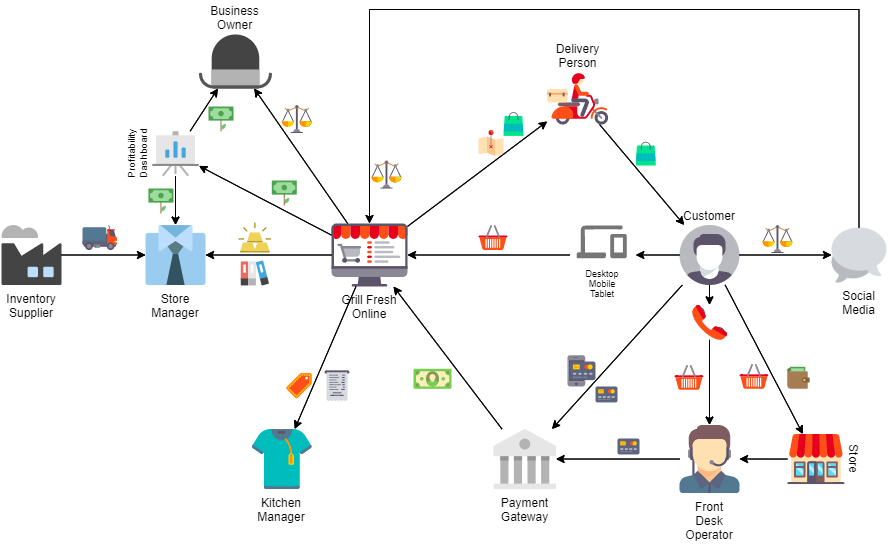 Business
Owner
Delivery
Person
Profitability
Dashboard
Customer
Inventory
Supplier
Store
Manager
Grill Fresh
Online
Desktop
Mobile
Tablet
Social
Media
Kitchen
Manager
Payment
Gateway
Front
Desk
Operator
Store